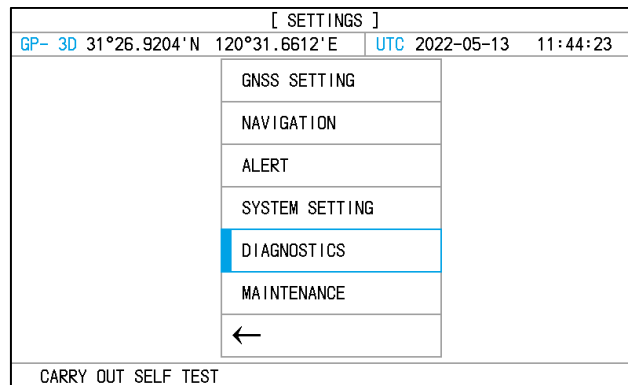 [ SETTINGS ]
GP- 3D 31°26.9204'N 120°31.6612'E UTC 2022-05-13 11:44:23
GNSS SETTING
NAVIGATION
ALERT
SYSTEM SETTING
DIAGNOSTICS
MAINTENANCE
←
CARRY OUT SELF TEST